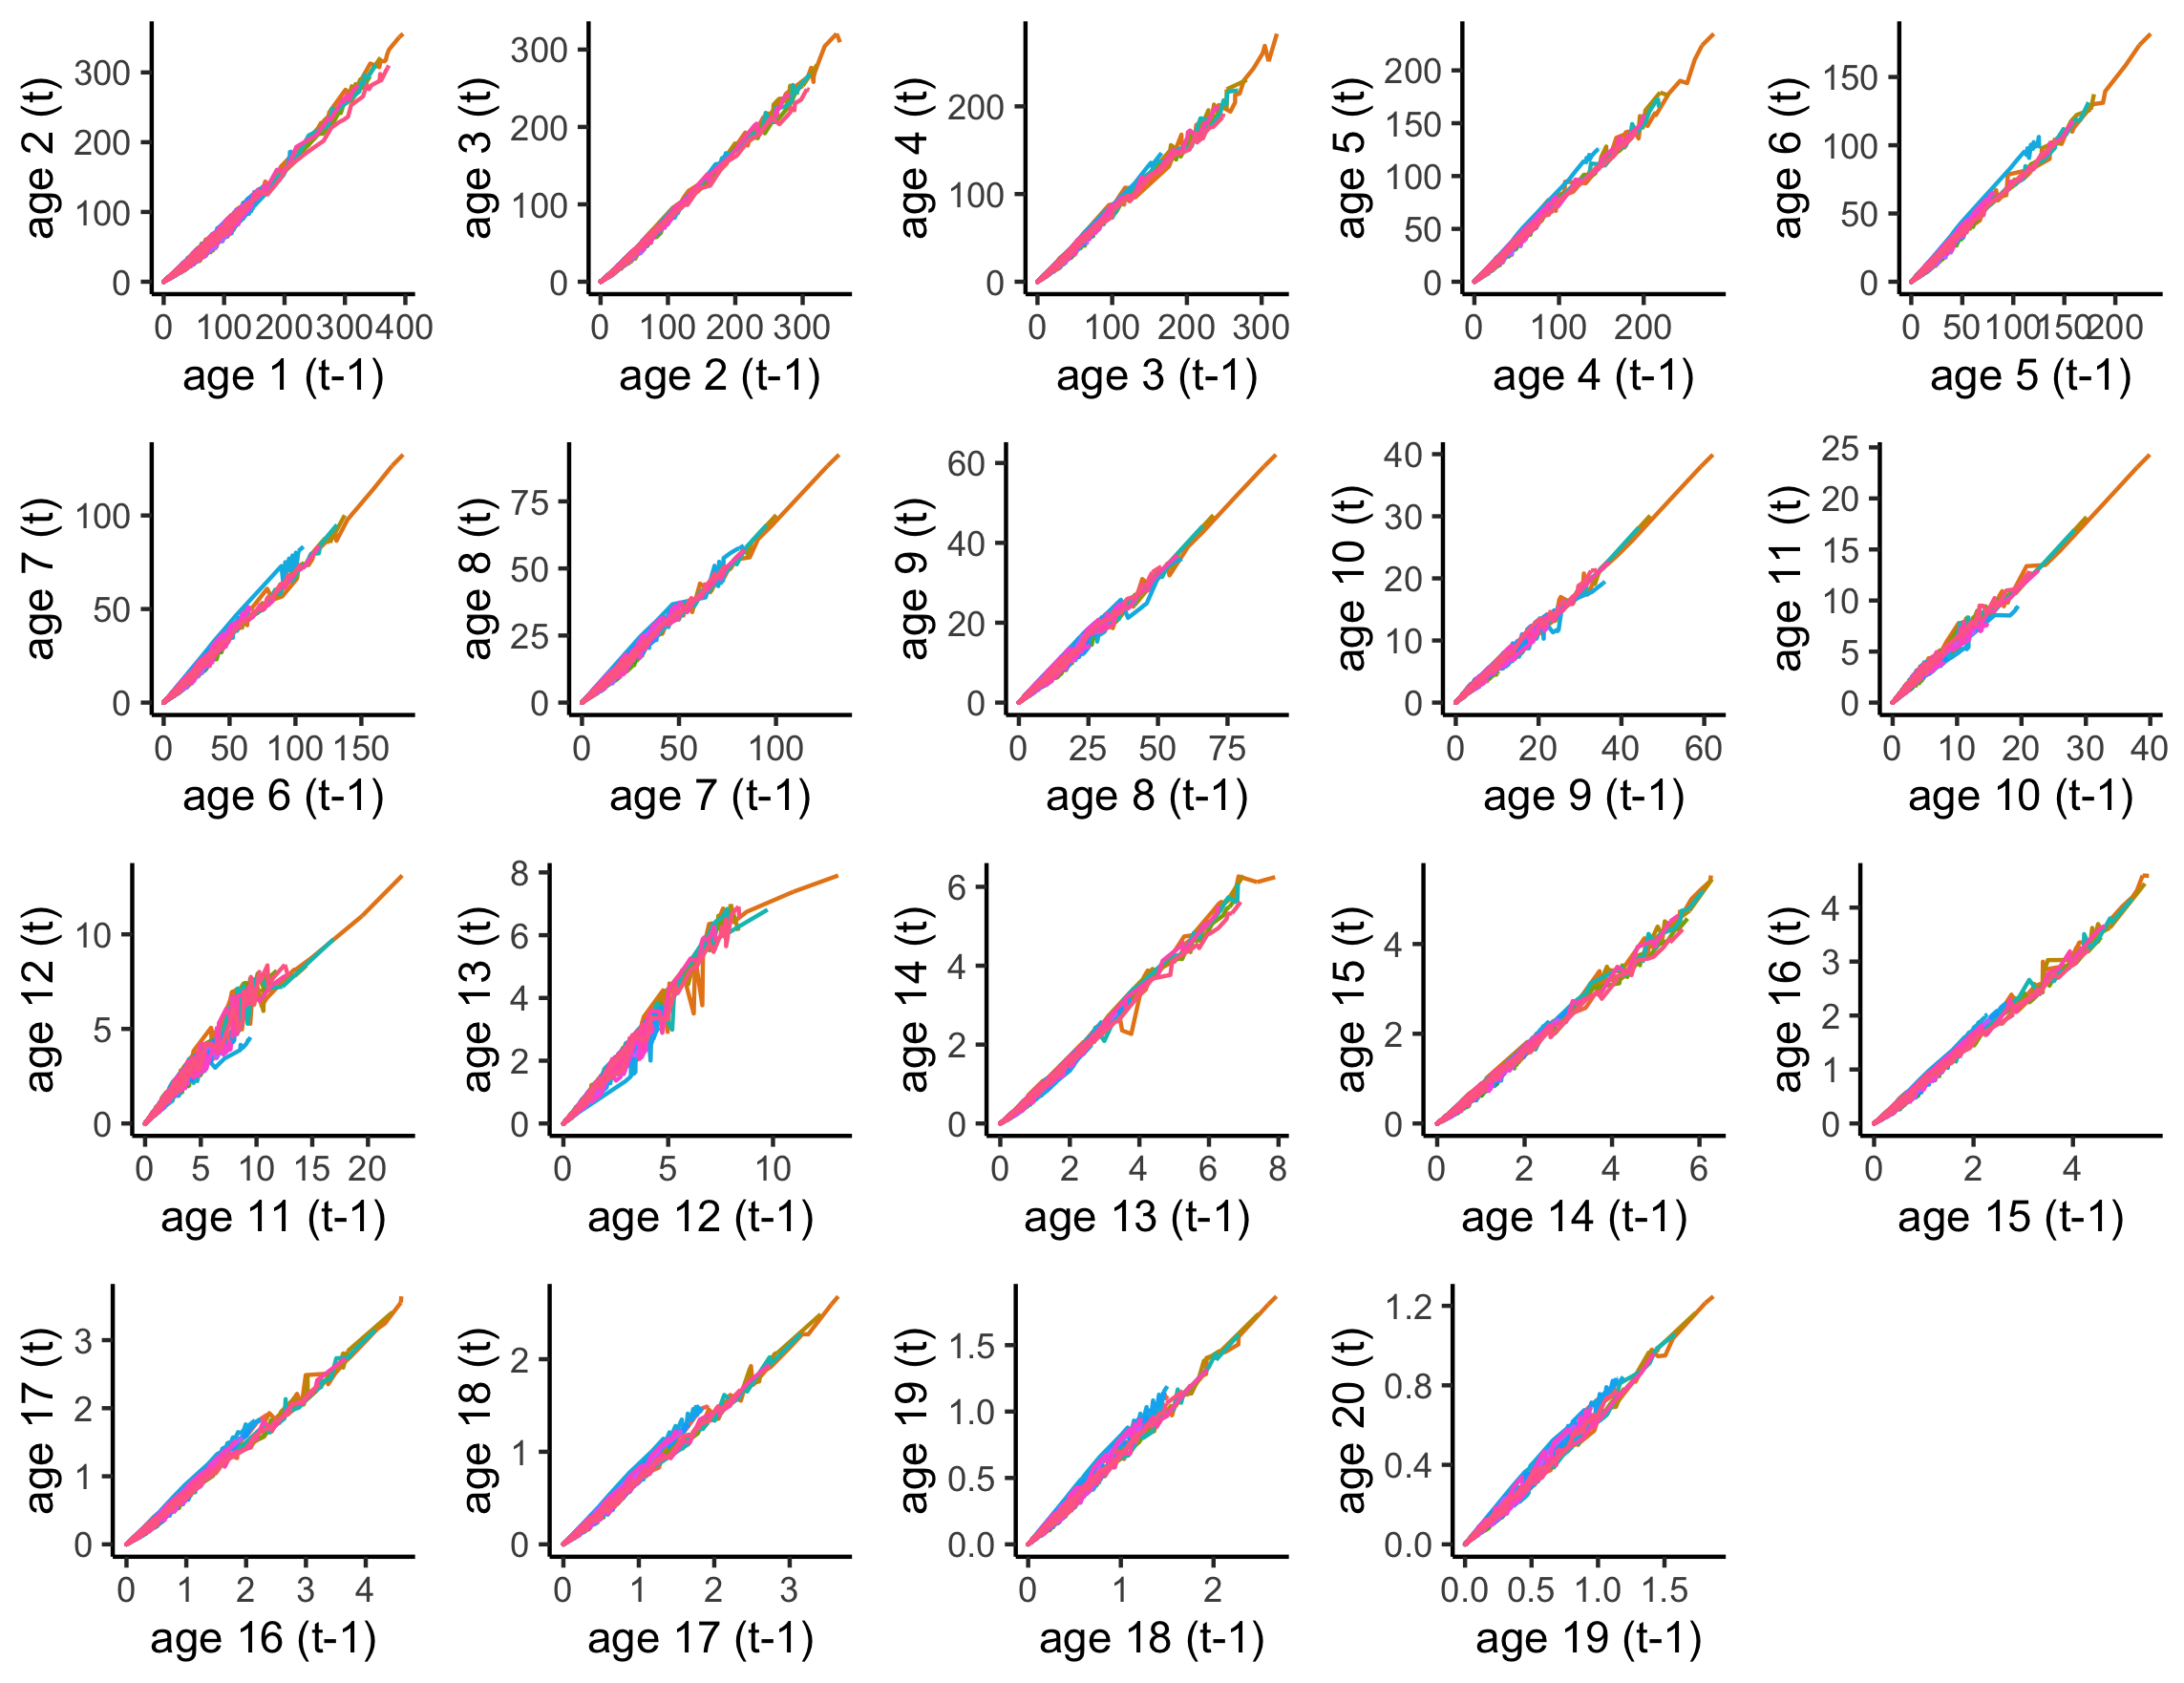 age 2 (t)
300
200
100
0
0 100 200 300 400
age 1 (t-1)
age 3 (t)
300
200
100
0
0 100 200 300
age 2 (t-1)
age 4 (t)
200
100
0
0 100 200 300
age 3 (t-1)
age 5 (t)
200
150
100
50
0
0 100 200
age 4 (t-1)
age 6 (t)
150
100
50
0
0 50 100 150 200
age 5 (t-1)
age 7 (t)
100
50
0
0 50 100 150
age 6 (t-1)
age 8 (t)
75
50
25
0
0 50 100
age 7 (t-1)
age 9 (t)
60
40
20
0
0 25 50 75
age 8 (t-1)
age 10 (t)
40
30
20
10
0
0 20 40 60
age 9 (t-1)
age 11 (t)
25
20
15
10
5
0
0 10 20 30 40
age 10 (t-1)
age 12 (t)
10
5
0
0 5 10 15 20
age 11 (t-1)
age 13 (t)
8
6
4
2
0
0 5 10
age 12 (t-1)
age 14 (t)
6
4
2
0
0 2 4 6 8
age 13 (t-1)
age 15 (t)
4
2
0
0 2 4 6
age 14 (t-1)
age 16 (t)
4
3
2
1
0
0 2 4
age 15 (t-1)
age 17 (t)
3
2
1
0
0 1 2 3 4
age 16 (t-1)
age 18 (t)
2
1
0
0 1 2 3
age 17 (t-1)
age 19 (t)
1.5
1.0
0.5
0.0
0 1 2
age 18 (t-1)
age 20 (t)
1.2
0.8
0.4
0.0
0.0 0.5 1.0 1.5
age 19 (t-1)